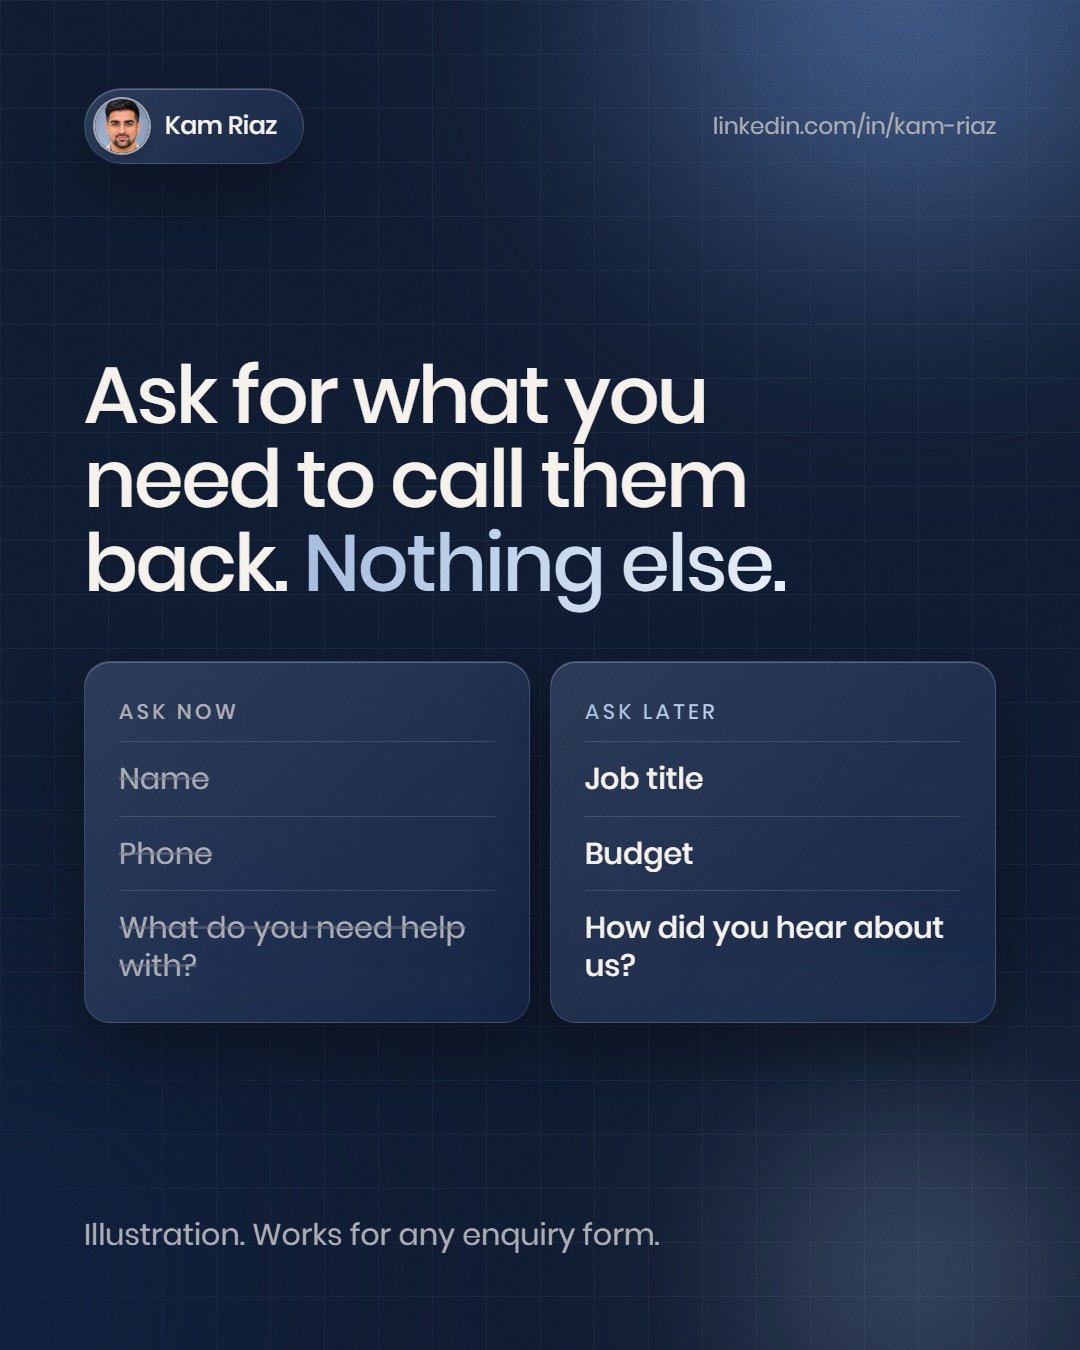 Kam Riaz
linkedin.com/in/kam-riaz
Ask for what you
need to call them
back. Nothing else.
ASK NOW
Name
Phone
What do you need help
with?
ASK LATER
Job title
Budget
How did you hear about
us?
Illustration. Works for any enquiry form.